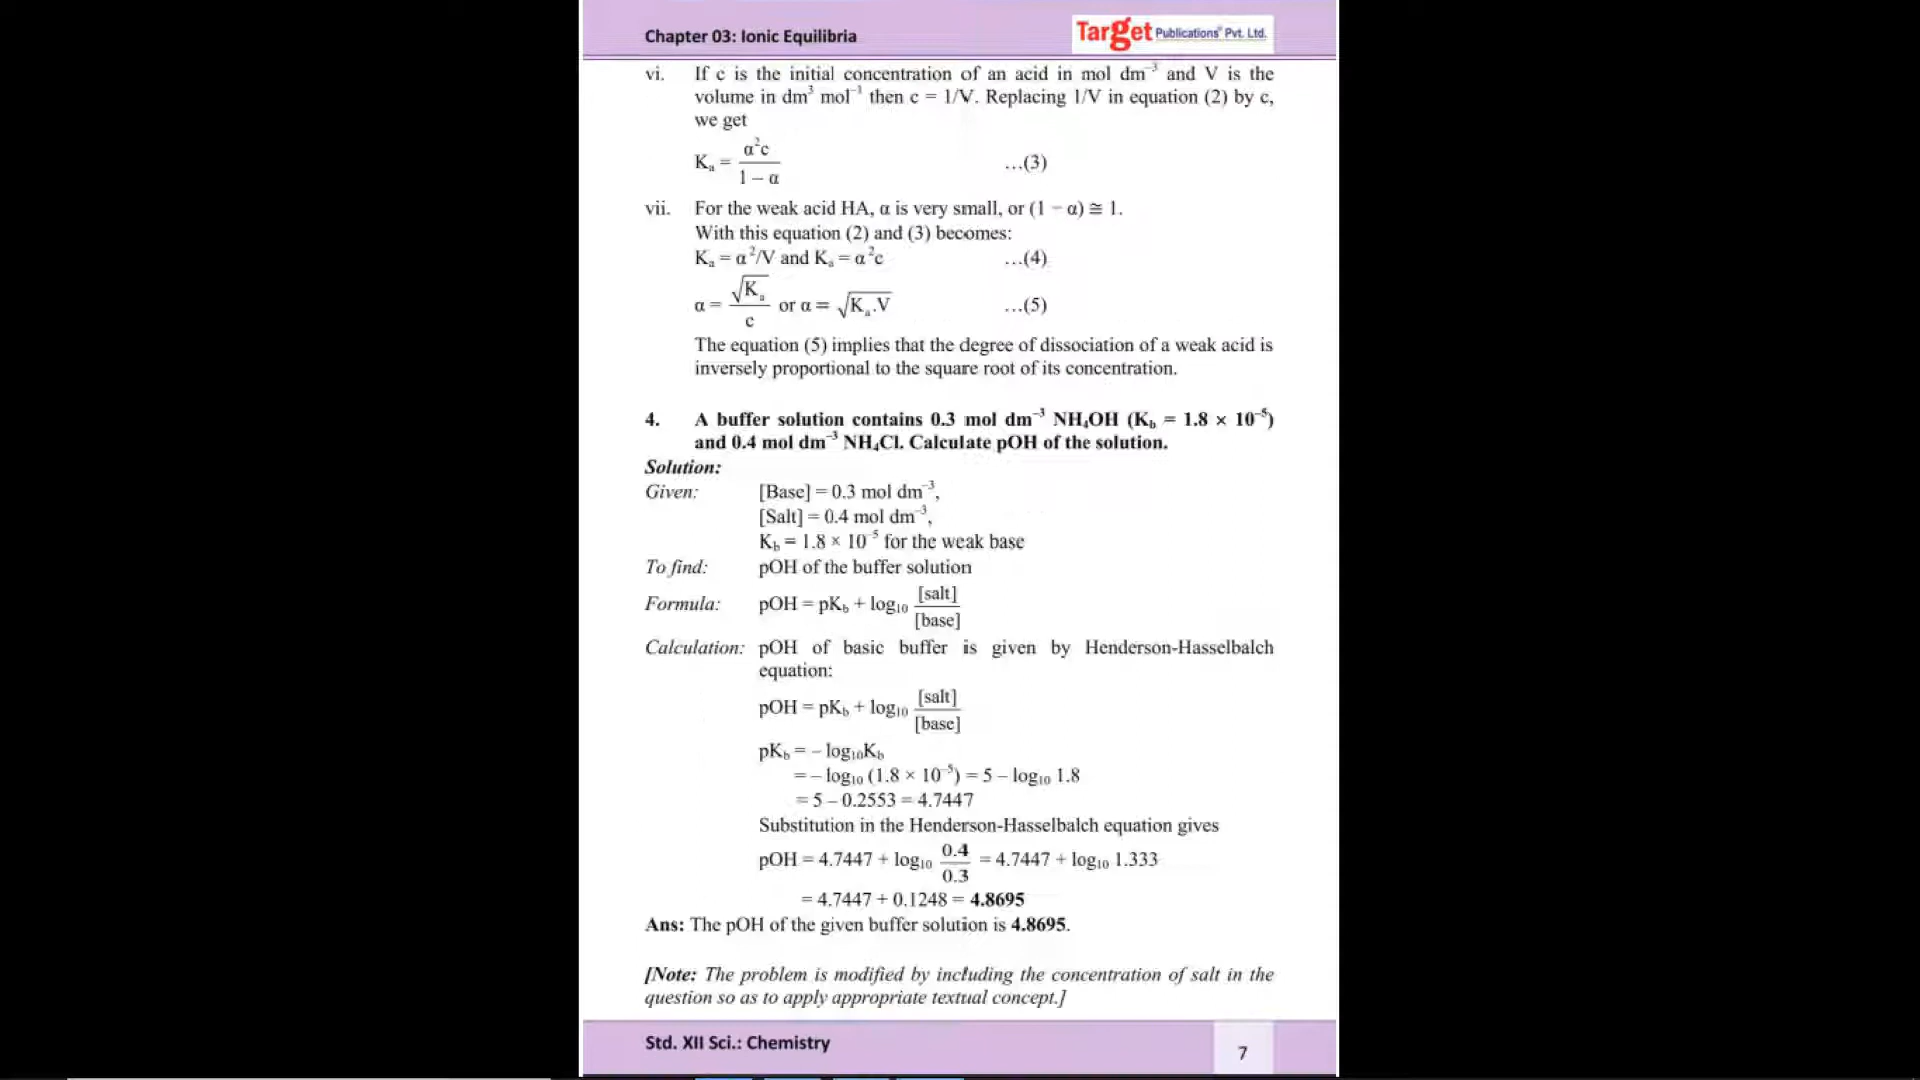 Chapter 03: Ionic Equilibria
Target Publications® Pvt. Ltd.
vi. If c is the initial concentration of an acid in mol dm⁻³ and V is the
volume in dm³ mol⁻¹ then c = 1/V. Replacing 1/V in equation (2) by c,
we get
Kₐ = α²c / 1 – α …(3)
vii. For the weak acid HA, α is very small, or (1 – α) ≅ 1.
With this equation (2) and (3) becomes:
Kₐ = α²/V and Kₐ = α²c …(4)
α = √Kₐ / c or α = √Kₐ.V …(5)
The equation (5) implies that the degree of dissociation of a weak acid is
inversely proportional to the square root of its concentration.
4. A buffer solution contains 0.3 mol dm⁻³ NH₄OH (K_b = 1.8 × 10⁻⁵)
and 0.4 mol dm⁻³ NH₄Cl. Calculate pOH of the solution.
Solution:
Given: [Base] = 0.3 mol dm⁻³,
[Salt] = 0.4 mol dm⁻³,
K_b = 1.8 × 10⁻⁵ for the weak base
To find: pOH of the buffer solution
Formula: pOH = pK_b + log₁₀ [salt] / [base]
Calculation: pOH of basic buffer is given by Henderson-Hasselbalch
equation:
pOH = pK_b + log₁₀ [salt] / [base]
pK_b = – log₁₀K_b
= – log₁₀ (1.8 × 10⁻⁵) = 5 – log₁₀ 1.8
= 5 – 0.2553 = 4.7447
Substitution in the Henderson-Hasselbalch equation gives
pOH = 4.7447 + log₁₀ 0.4 / 0.3 = 4.7447 + log₁₀ 1.333
= 4.7447 + 0.1248 = 4.8695
Ans: The pOH of the given buffer solution is 4.8695.
[Note: The problem is modified by including the concentration of salt in the
question so as to apply appropriate textual concept.]
Std. XII Sci.: Chemistry
7